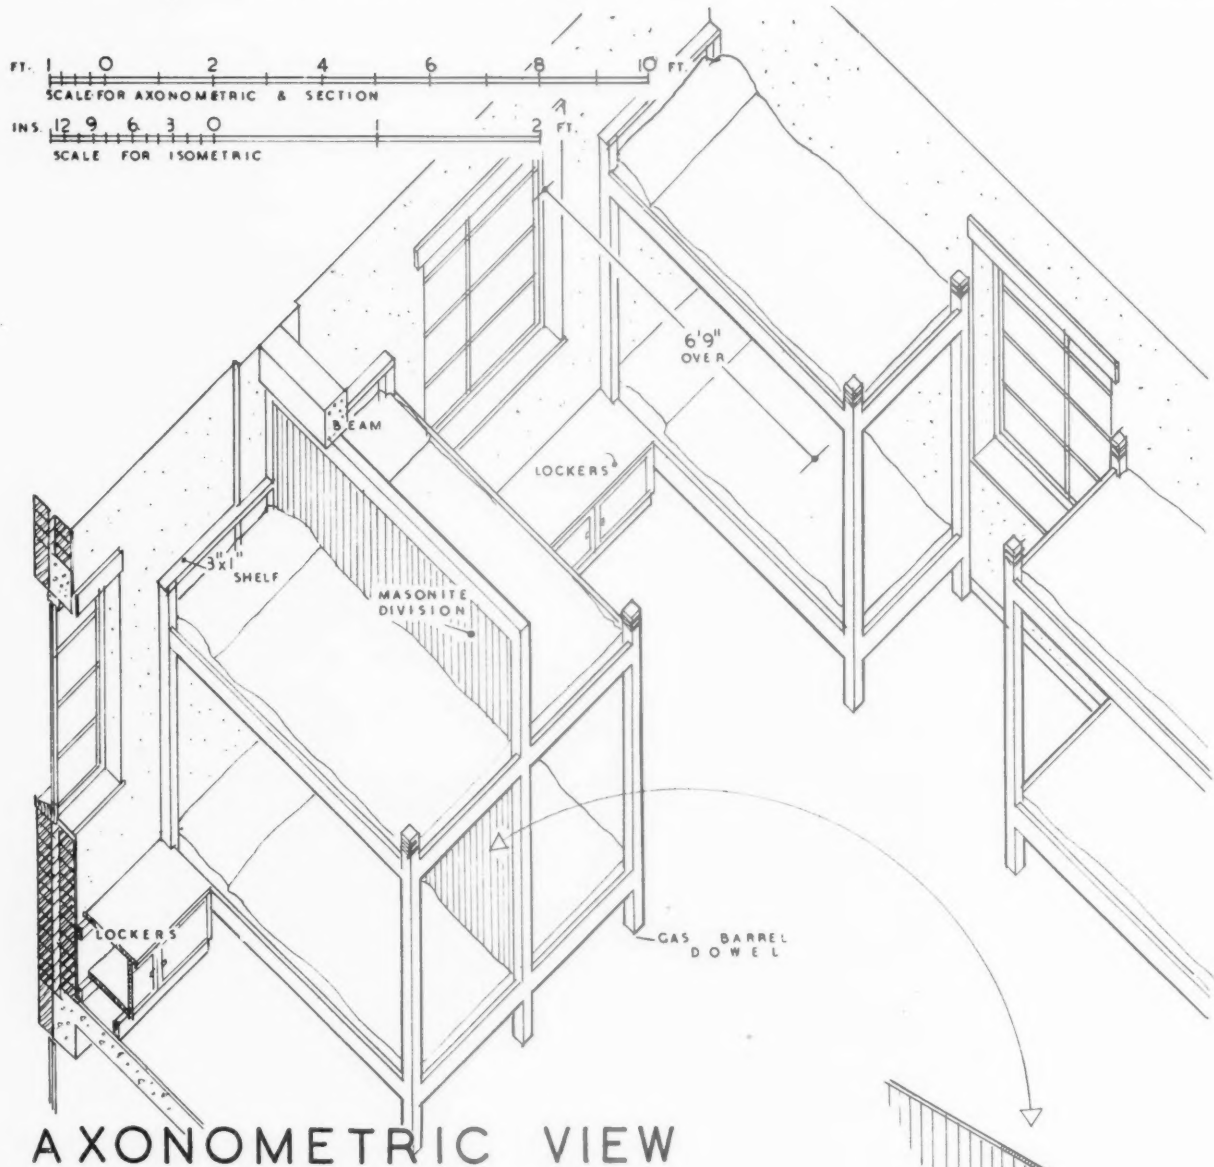 FT. 1 0 2 4 6 8 10 FT.
SCALE FOR AXONOMETRIC & SECTION
INS. 12 9 6 3 0 1 2 FT.
SCALE FOR ISOMETRIC
6'9"
OVER
BEAM
LOCKERS
3"x1"
SHELF
MASONITE
DIVISION
LOCKERS
GAS BARREL
DOWEL
AXONOMETRIC VIEW